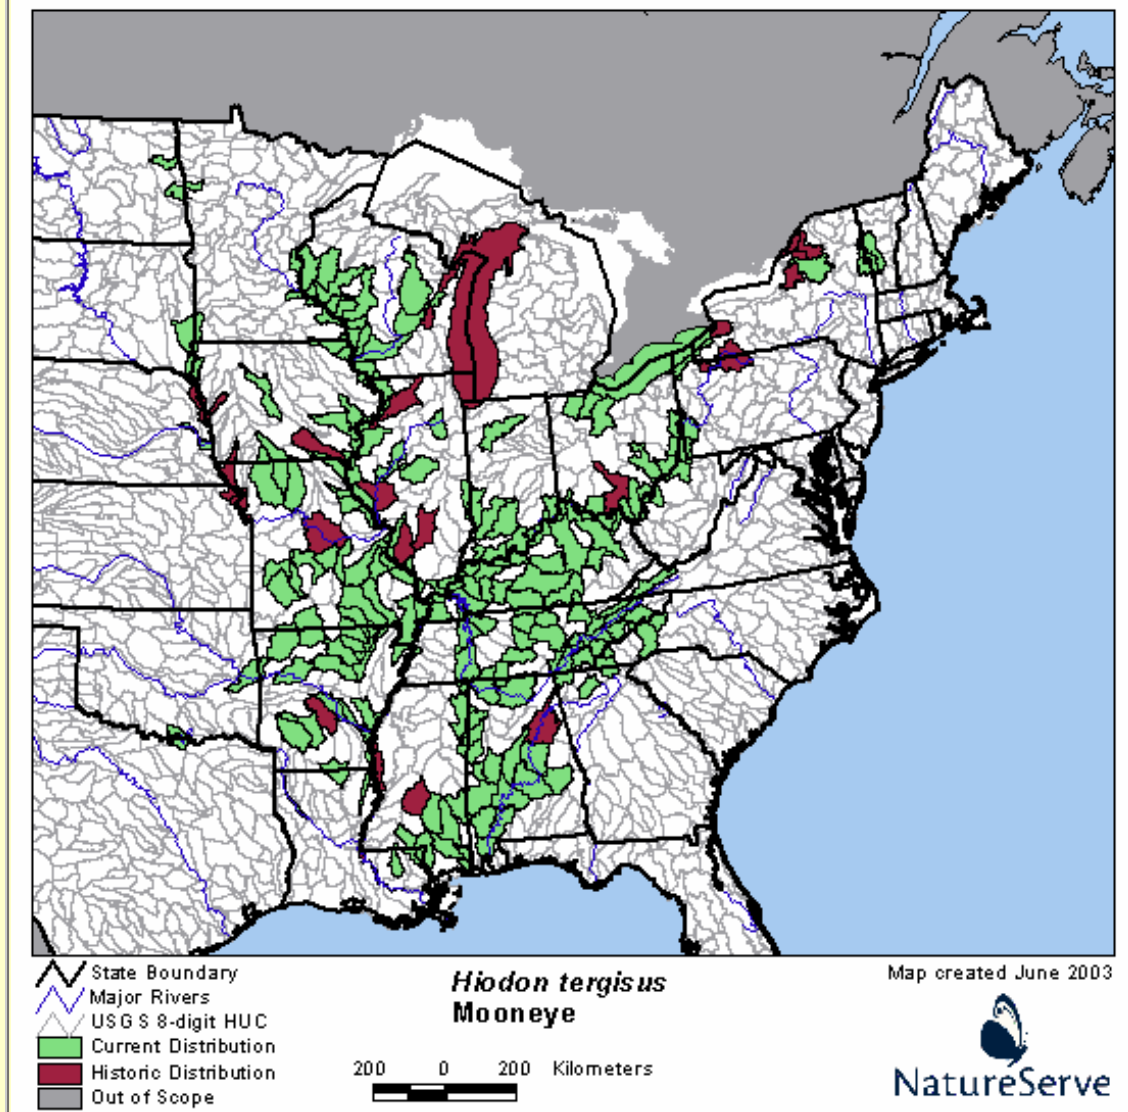 State Boundary
Major Rivers
USGS 8-digit HUC
Current Distribution
Historic Distribution
Out of Scope
Hiodon tergisus
Mooneye
200 0 200 Kilometers
Map created June 2003
NatureServe